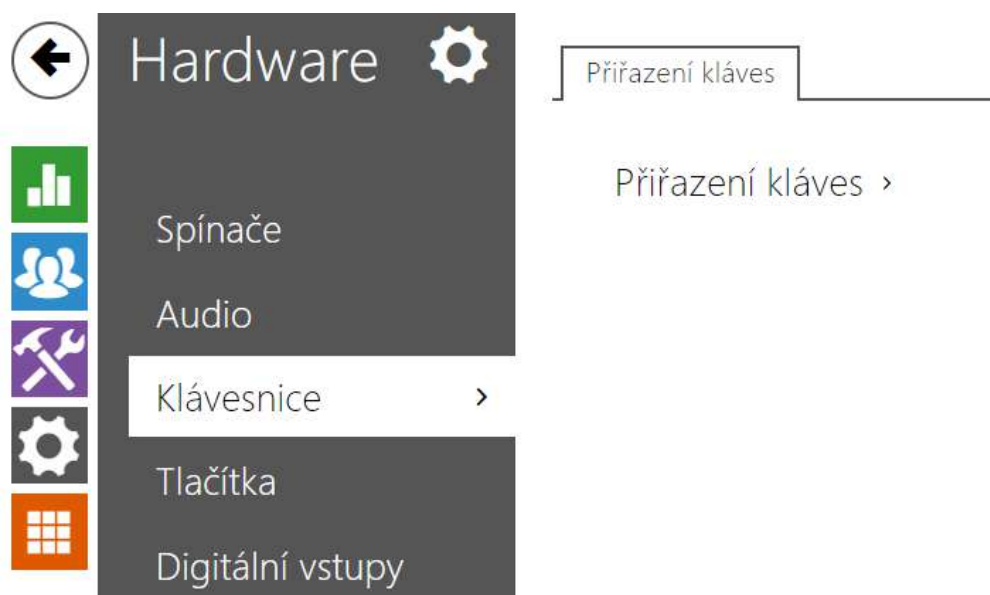 Hardware
Spínače
Audio
Klávesnice
Tlačítka
Digitální vstupy
Přiřazení kláves
Přiřazení kláves